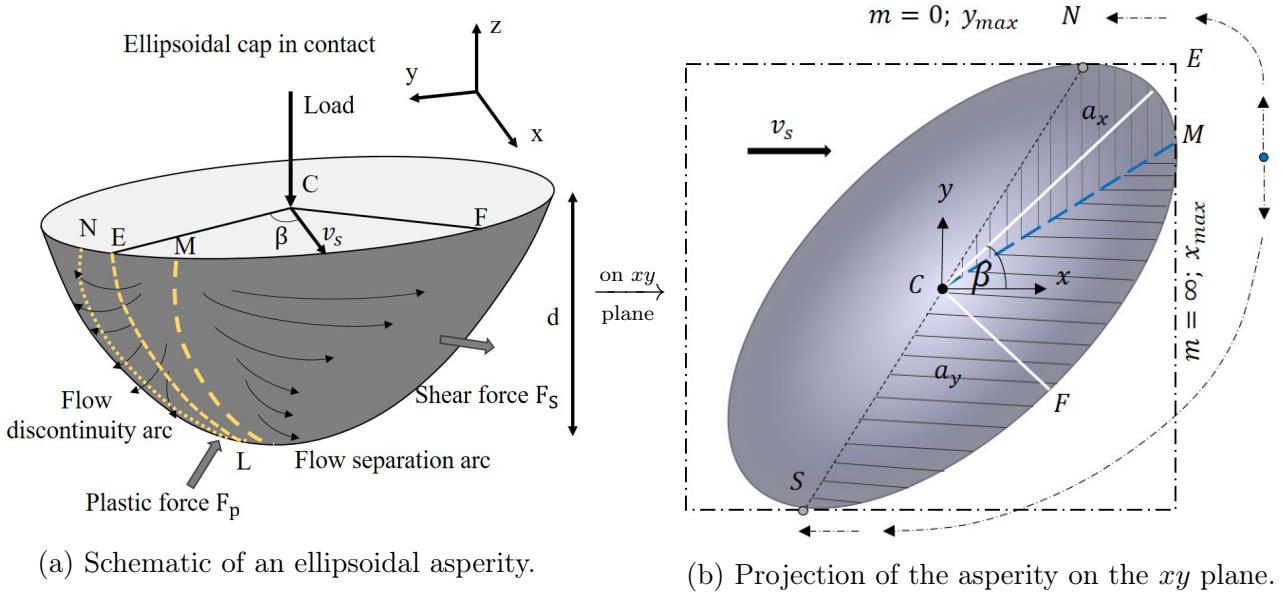 Ellipsoidal cap in contact
z
y
x
Load
C
N
E
M
F
β
v_s
d
Flow
discontinuity arc
Shear force F_S
L
Flow separation arc
Plastic force F_p
on xy
plane
(a) Schematic of an ellipsoidal asperity.
m = 0; y_max
N
E
v_s
a_x
M
y
C
β
x
m = ∞; x_max
a_y
F
S
(b) Projection of the asperity on the xy plane.